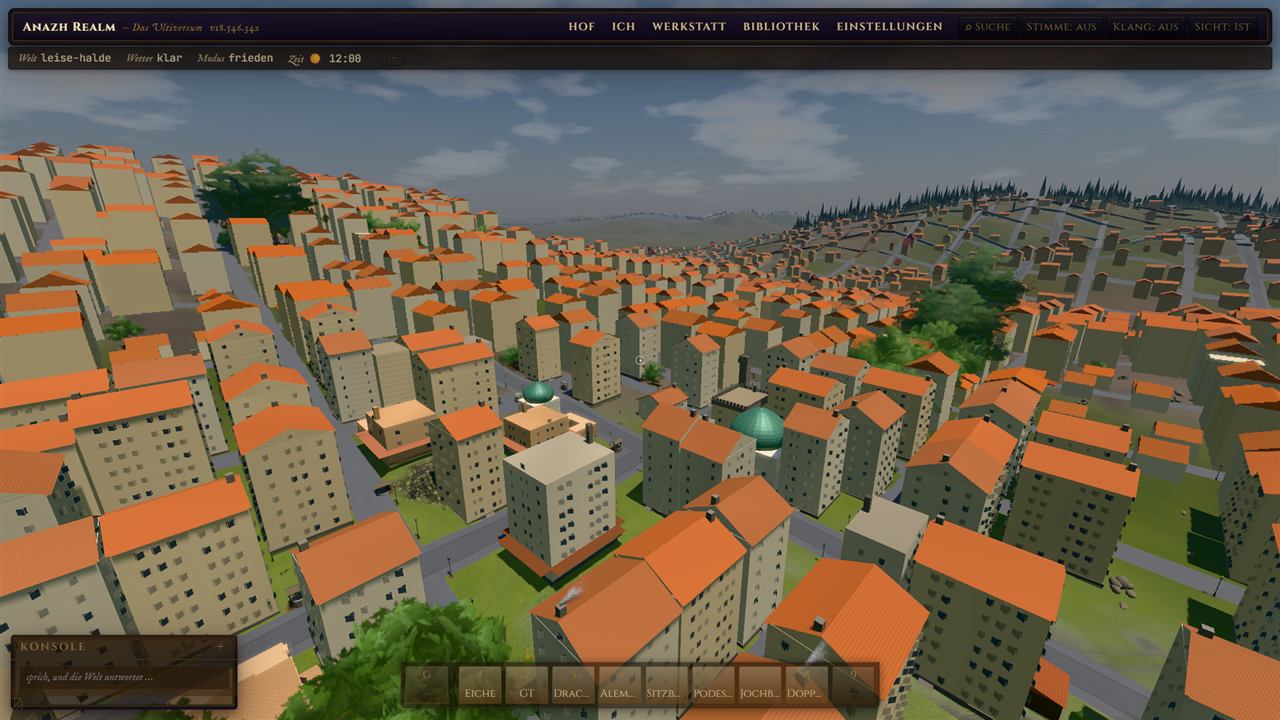 Anazh Realm – Das Ultiversum v18.546.342
HOF ICH WERKSTATT BIBLIOTHEK EINSTELLUNGEN SUCHE STIMME: AUS KLANG: AUS SICHT: IST
Welt leise-halde Wetter klar Modus frieden Zeit 12:00 ...
KONSOLE +
sprich, und die Welt antwortet ...
G
9
EICHE GT DRAC... ALEM... SITZB... PODES... JOCHB... DOPP...